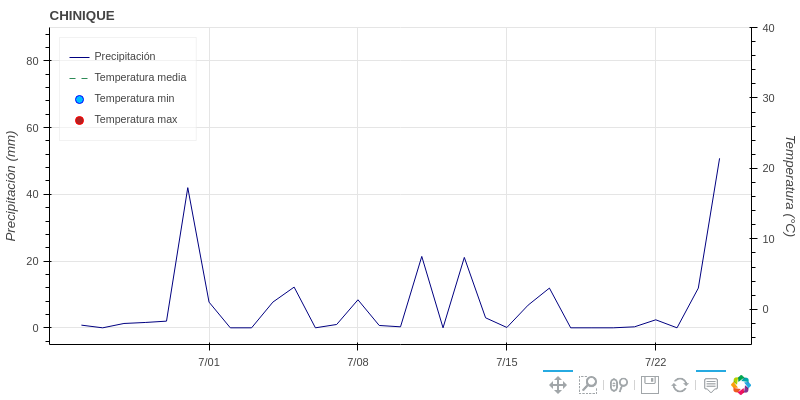 CHINIQUE
Precipitación
Temperatura media
Temperatura min
Temperatura max
Precipitación (mm)
80
60
40
20
0
Temperatura (°C)
40
30
20
10
0
7/01
7/08
7/15
7/22